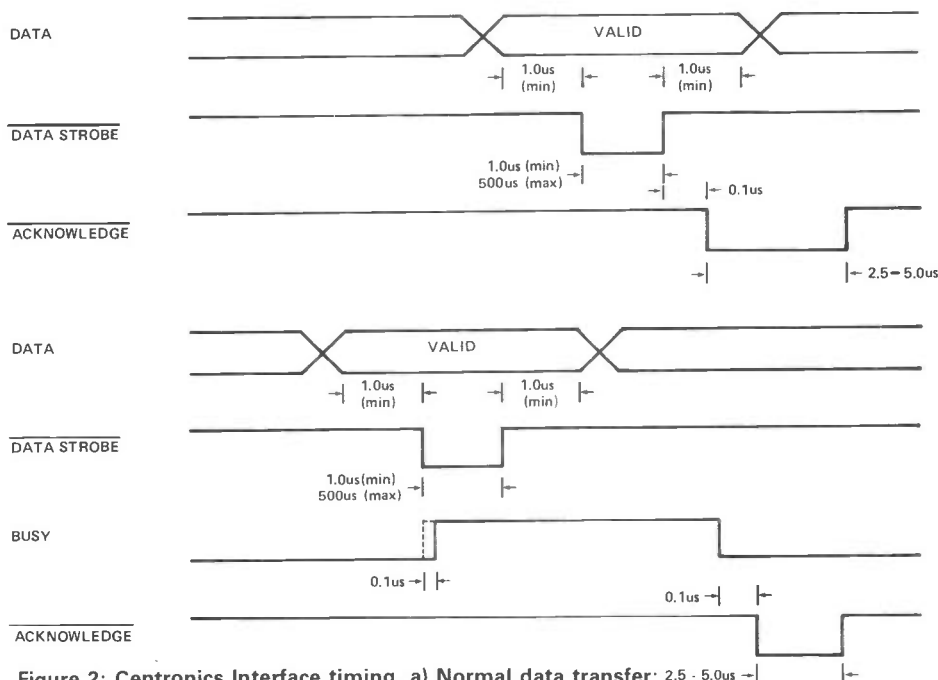 DATA
VALID
1.0us
(min)
1.0us
(min)
DATA STROBE
1.0us (min)
500us (max)
0.1us
ACKNOWLEDGE
2.5-5.0us
DATA
VALID
1.0us
(min)
1.0us
(min)
DATA STROBE
1.0us(min)
500us (max)
BUSY
0.1us
0.1us
ACKNOWLEDGE
Figure 2: Centronics Interface timing. a) Normal data transfer; 2.5 - 5.0us